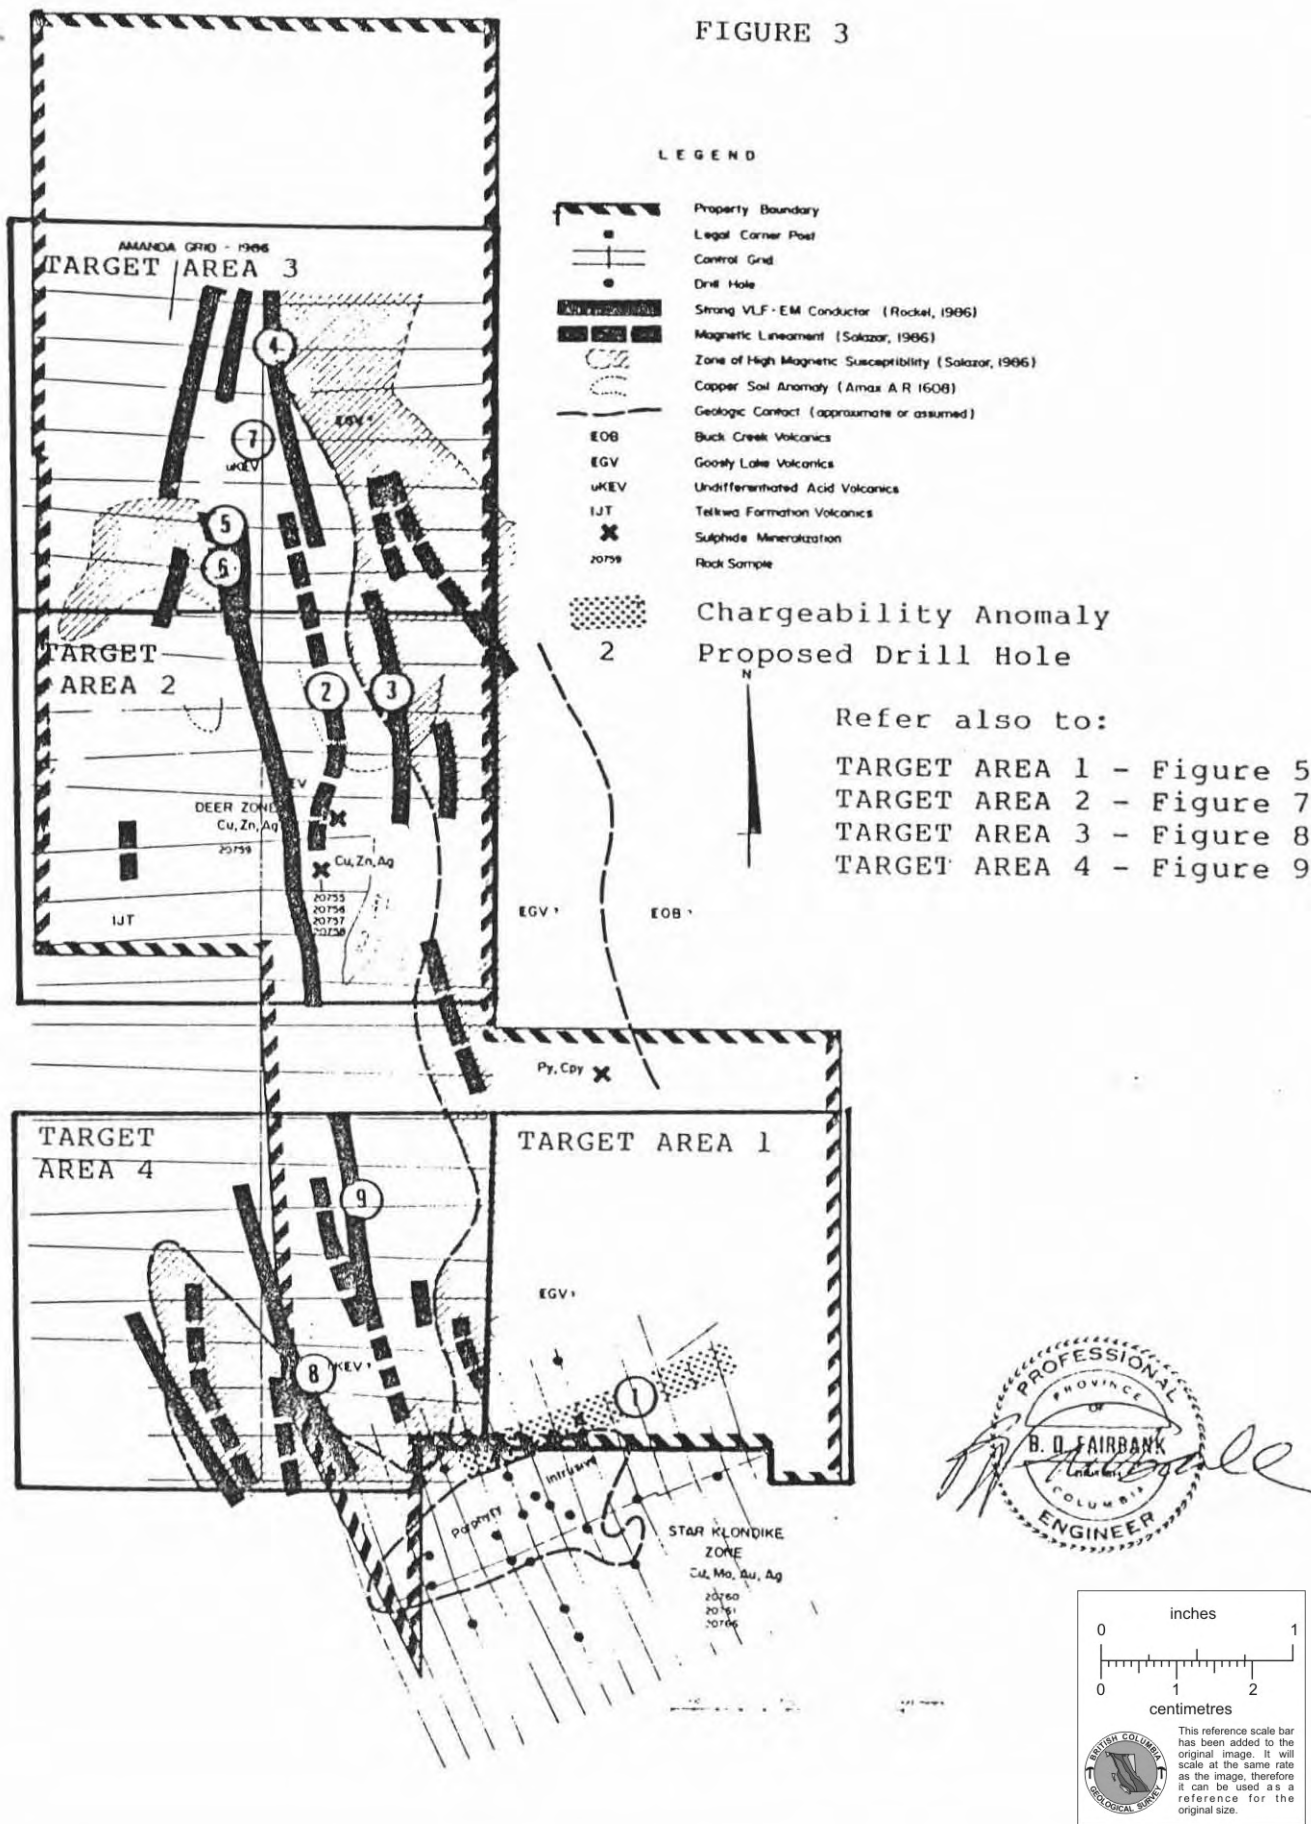 FIGURE 3
LEGEND
Property Boundary
Legal Corner Post
Control Grid
Drill Hole
Strong VLF-EM Conductor (Rockel, 1986)
Magnetic Lineament (Salazar, 1986)
Zone of High Magnetic Susceptibility (Salazar, 1986)
Copper Soil Anomaly (Amax A R 1608)
Geologic Contact (approximate or assumed)
EOB Buck Creek Volcanics
EGV Goosly Lake Volcanics
uKEV Undifferentiated Acid Volcanics
IJT Telkwa Formation Volcanics
Sulphide Mineralization
20759 Rock Sample
Chargeability Anomaly
2 Proposed Drill Hole
N
Refer also to:
TARGET AREA 1 - Figure 5
TARGET AREA 2 - Figure 7
TARGET AREA 3 - Figure 8
TARGET AREA 4 - Figure 9
AMANDA GRID - 1986
TARGET AREA 3
4
EGV?
7
uKEV
5
6
TARGET
AREA 2
2
3
EV
DEER ZONE
Cu, Zn, Ag
20759
Cu, Zn, Ag
20755
20756
20757
20758
IJT
EGV?
EOB?
Py, Cpy
TARGET
AREA 4
TARGET AREA 1
9
EGV?
8
KEV?
1
Porphyry
Intrusive
STAR KLONDIKE
ZONE
Cu, Mo, Au, Ag
20760
20761
PROFESSIONAL
PROVINCE
OF
B. D. FAIRBANK
COLUMBIA
ENGINEER
inches
0 1
0 1 2
centimetres
BRITISH COLUMBIA
GEOLOGICAL SURVEY
This reference scale bar
has been added to the
original image. It will
scale at the same rate
as the image, therefore
it can be used as a
reference for the
original size.